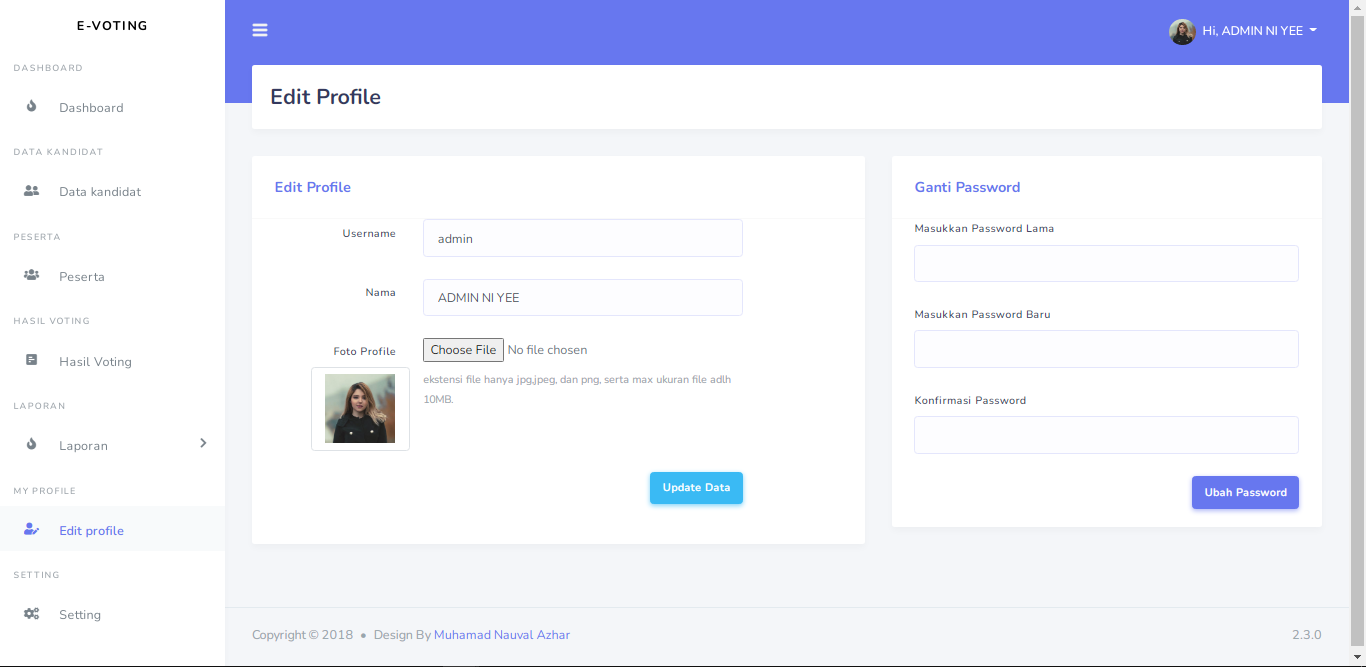 E-VOTING
DASHBOARD
Dashboard
DATA KANDIDAT
Data kandidat
PESERTA
Peserta
HASIL VOTING
Hasil Voting
LAPORAN
Laporan
MY PROFILE
Edit profile
SETTING
Setting
Hi, ADMIN NI YEE
Edit Profile
Edit Profile
Username
admin
Nama
ADMIN NI YEE
Foto Profile
Choose File No file chosen
ekstensi file hanya jpg,jpeg, dan png, serta max ukuran file adlh
10MB.
Update Data
Ganti Password
Masukkan Password Lama
Masukkan Password Baru
Konfirmasi Password
Ubah Password
Copyright © 2018 • Design By Muhamad Nauval Azhar
2.3.0